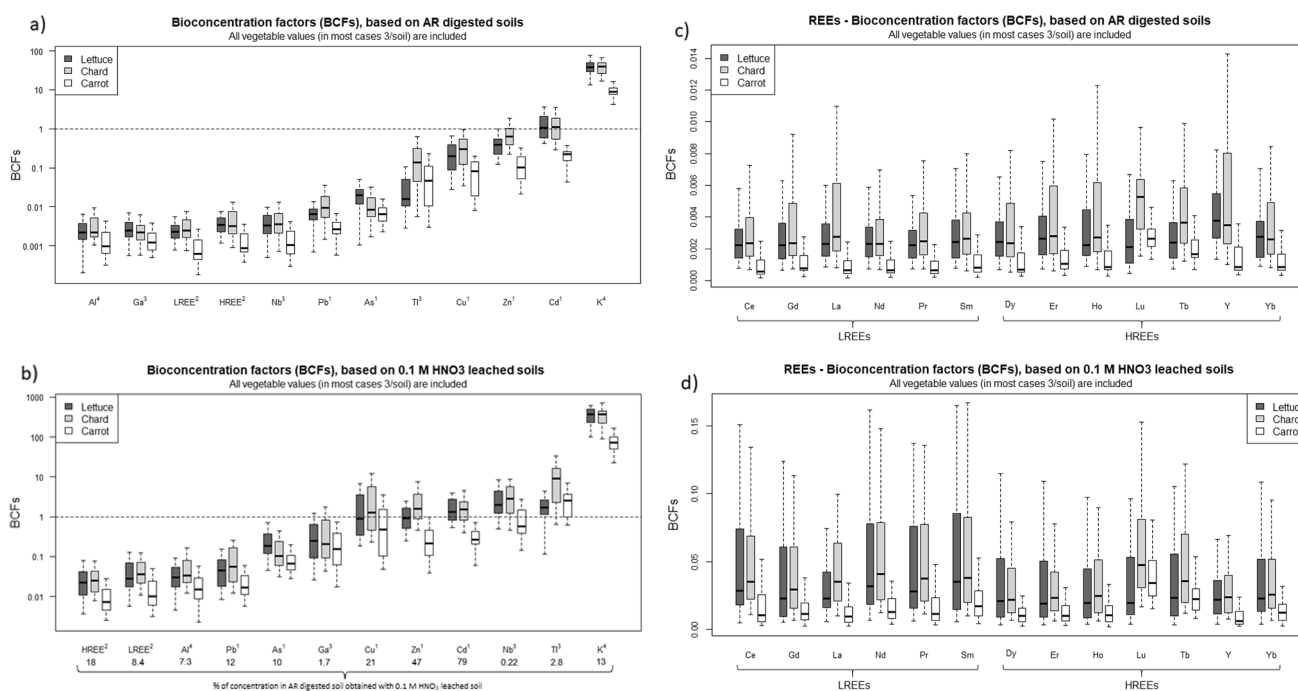 a)
Bioconcentration factors (BCFs), based on AR digested soils
All vegetable values (in most cases 3/soil) are included
Lettuce
Chard
Carrot
BCFs
100
10
1
0.1
0.01
0.001
Al⁴ Ga³ LREE² HREE² Nb³ Pb¹ As¹ Tl³ Cu¹ Zn¹ Cd¹ K⁴
b)
Bioconcentration factors (BCFs), based on 0.1 M HNO3 leached soils
All vegetable values (in most cases 3/soil) are included
Lettuce
Chard
Carrot
BCFs
1000
100
10
1
0.1
0.01
HREE² LREE² Al⁴ Pb¹ As¹ Ga³ Cu¹ Zn¹ Cd¹ Nb³ Tl³ K⁴
18 8.4 7.3 12 10 1.7 21 47 79 0.22 2.8 13
% of concentration in AR digested soil obtained with 0.1 M HNO₃ leached soil
c)
REEs - Bioconcentration factors (BCFs), based on AR digested soils
All vegetable values (in most cases 3/soil) are included
Lettuce
Chard
Carrot
BCFs
0.014
0.012
0.010
0.008
0.006
0.004
0.002
0.000
Ce Gd La Nd Pr Sm Dy Er Ho Lu Tb Y Yb
LREEs HREEs
d)
REEs - Bioconcentration factors (BCFs), based on 0.1 M HNO3 leached soils
All vegetable values (in most cases 3/soil) are included
Lettuce
Chard
Carrot
BCFs
0.15
0.10
0.05
0.00
Ce Gd La Nd Pr Sm Dy Er Ho Lu Tb Y Yb
LREEs HREEs